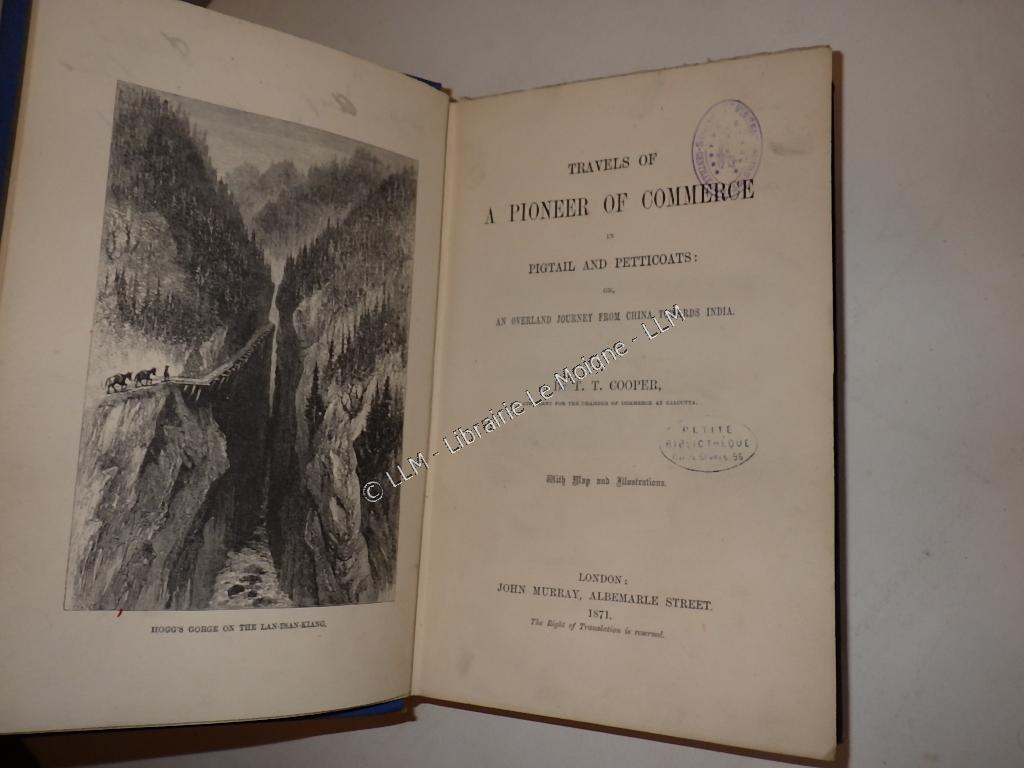 HOGG'S GORGE ON THE LAN-TSAN-KIANG.
TRAVELS OF
A PIONEER OF COMMERCE
IN
PIGTAIL AND PETTICOATS:
OR,
AN OVERLAND JOURNEY FROM CHINA TOWARDS INDIA.
T. T. COOPER,
AGENT FOR THE CHAMBER OF COMMERCE AT CALCUTTA.
PETITE
BIBLIOTHÈQUE
55
With Map and Illustrations.
LONDON:
JOHN MURRAY, ALBEMARLE STREET.
1871.
The Right of Translation is reserved.
© LLM - Librairie Le Moigne - LLM